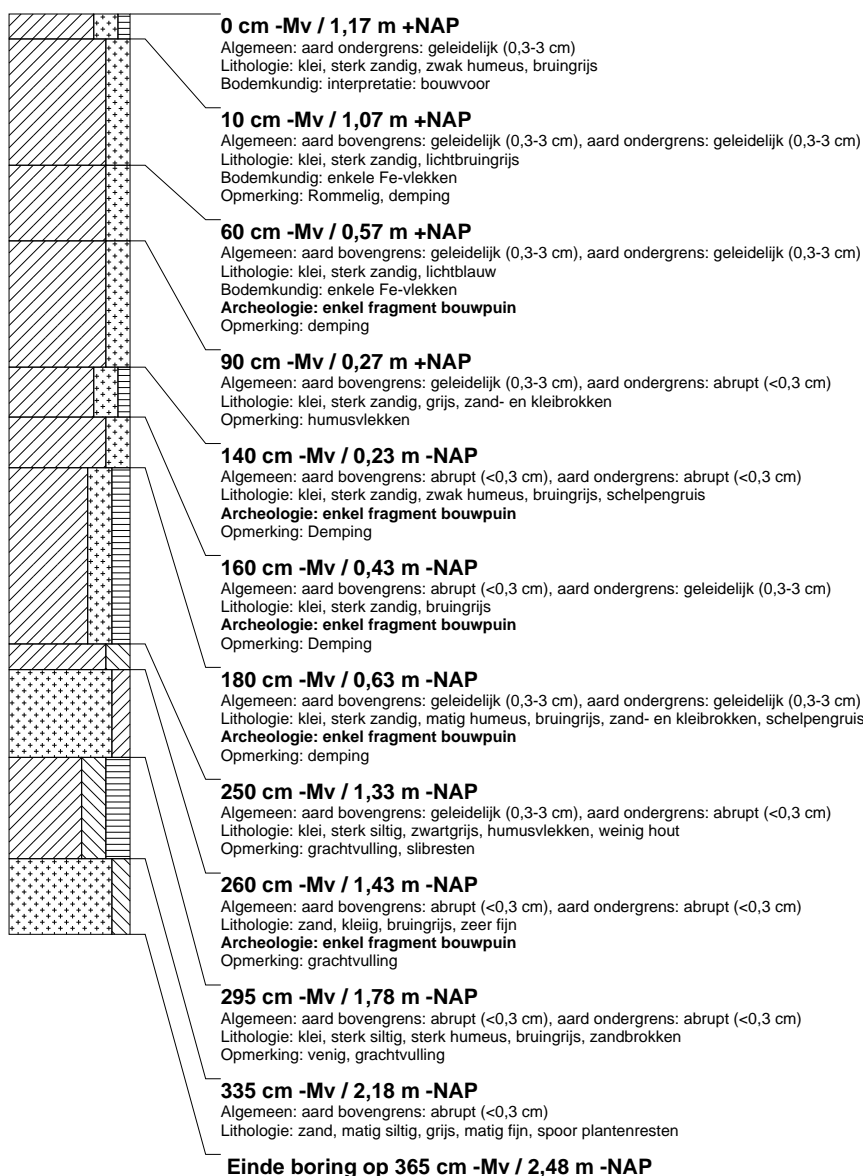 0 cm -Mv / 1,17 m +NAP
Algemeen: aard ondergrens: geleidelijk (0,3-3 cm)
Lithologie: klei, sterk zandig, zwak humeus, bruingrijs
Bodemkundig: interpretatie: bouwvoor
10 cm -Mv / 1,07 m +NAP
Algemeen: aard bovengrens: geleidelijk (0,3-3 cm), aard ondergrens: geleidelijk (0,3-3 cm)
Lithologie: klei, sterk zandig, lichtbruingrijs
Bodemkundig: enkele Fe-vlekken
Opmerking: Rommelig, demping
60 cm -Mv / 0,57 m +NAP
Algemeen: aard bovengrens: geleidelijk (0,3-3 cm), aard ondergrens: geleidelijk (0,3-3 cm)
Lithologie: klei, sterk zandig, lichtblauw
Bodemkundig: enkele Fe-vlekken
Archeologie: enkel fragment bouwpuin
Opmerking: demping
90 cm -Mv / 0,27 m +NAP
Algemeen: aard bovengrens: geleidelijk (0,3-3 cm), aard ondergrens: abrupt (<0,3 cm)
Lithologie: klei, sterk zandig, grijs, zand- en kleibrokken
Opmerking: humusvlekken
140 cm -Mv / 0,23 m -NAP
Algemeen: aard bovengrens: abrupt (<0,3 cm), aard ondergrens: abrupt (<0,3 cm)
Lithologie: klei, sterk zandig, zwak humeus, bruingrijs, schelpengruis
Archeologie: enkel fragment bouwpuin
Opmerking: Demping
160 cm -Mv / 0,43 m -NAP
Algemeen: aard bovengrens: abrupt (<0,3 cm), aard ondergrens: geleidelijk (0,3-3 cm)
Lithologie: klei, sterk zandig, bruingrijs
Archeologie: enkel fragment bouwpuin
Opmerking: Demping
180 cm -Mv / 0,63 m -NAP
Algemeen: aard bovengrens: geleidelijk (0,3-3 cm), aard ondergrens: geleidelijk (0,3-3 cm)
Lithologie: klei, sterk zandig, matig humeus, bruingrijs, zand- en kleibrokken, schelpengruis
Archeologie: enkel fragment bouwpuin
Opmerking: demping
250 cm -Mv / 1,33 m -NAP
Algemeen: aard bovengrens: geleidelijk (0,3-3 cm), aard ondergrens: abrupt (<0,3 cm)
Lithologie: klei, sterk siltig, zwartgrijs, humusvlekken, weinig hout
Opmerking: grachtvulling, slibresten
260 cm -Mv / 1,43 m -NAP
Algemeen: aard bovengrens: abrupt (<0,3 cm), aard ondergrens: abrupt (<0,3 cm)
Lithologie: zand, kleiig, bruingrijs, zeer fijn
Archeologie: enkel fragment bouwpuin
Opmerking: grachtvulling
295 cm -Mv / 1,78 m -NAP
Algemeen: aard bovengrens: abrupt (<0,3 cm), aard ondergrens: abrupt (<0,3 cm)
Lithologie: klei, sterk siltig, sterk humeus, bruingrijs, zandbrokken
Opmerking: venig, grachtvulling
335 cm -Mv / 2,18 m -NAP
Algemeen: aard bovengrens: abrupt (<0,3 cm)
Lithologie: zand, matig siltig, grijs, matig fijn, spoor plantenresten
Einde boring op 365 cm -Mv / 2,48 m -NAP